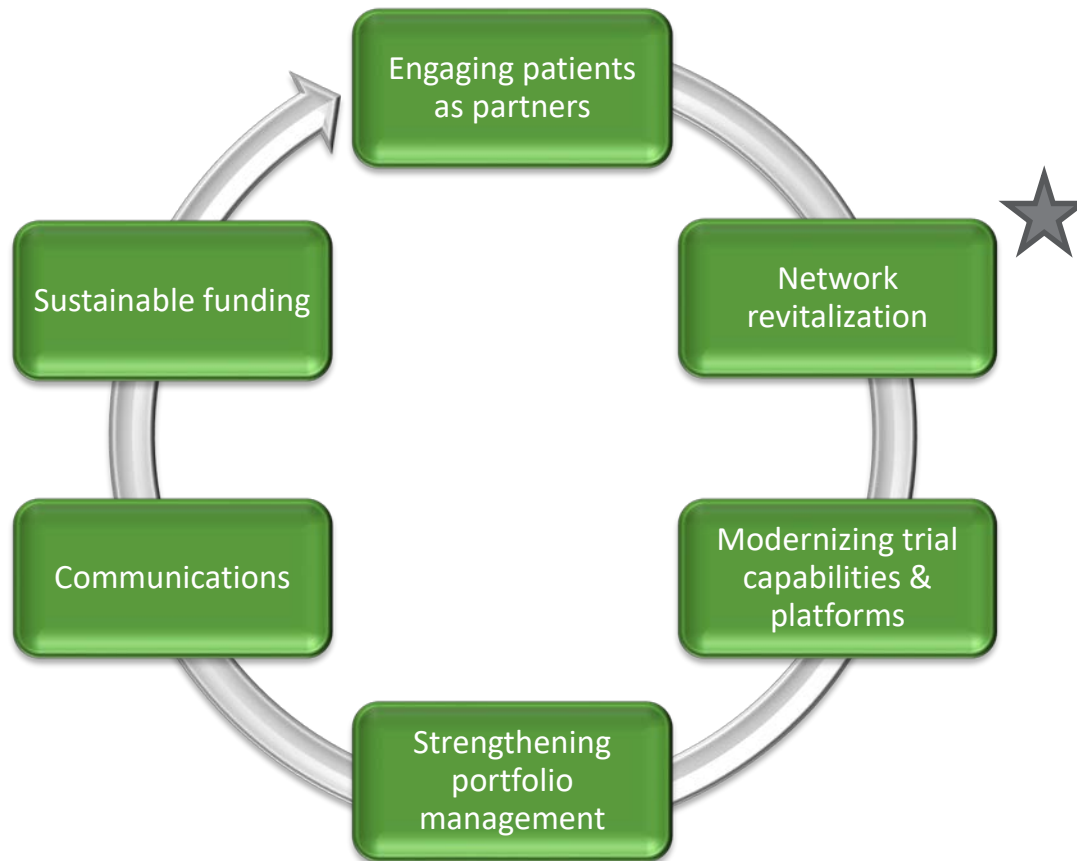 Engaging patients
as partners
Network
revitalization
Modernizing trial
capabilities &
platforms
Strengthening
portfolio
management
Communications
Sustainable funding